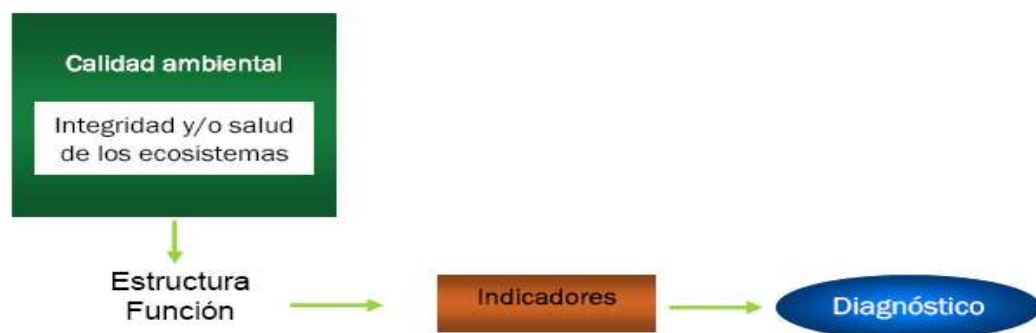 Calidad ambiental
Integridad y/o salud
de los ecosistemas
Estructura
Función
Indicadores
Diagnóstico